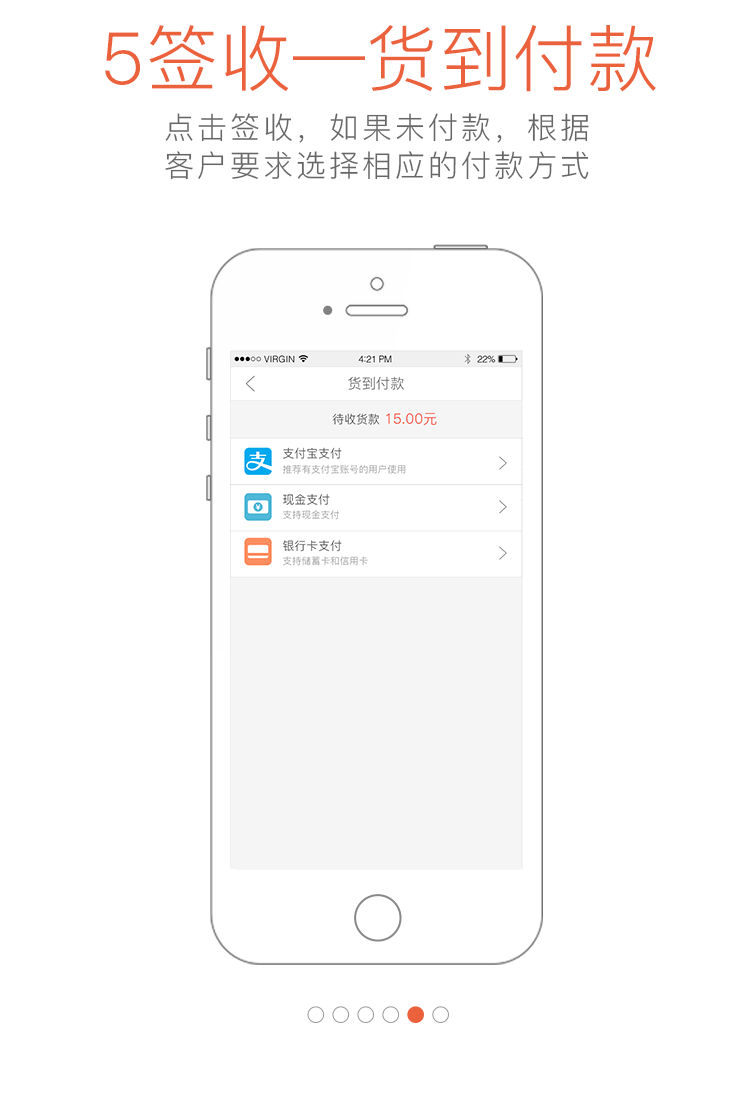 5签收—货到付款
点击签收，如果未付款，根据
客户要求选择相应的付款方式
VIRGIN 4:21 PM 22%
货到付款
待收货款 15.00元
支付宝支付
推荐有支付宝账号的用户使用
现金支付
支持现金支付
银行卡支付
支持储蓄卡和信用卡